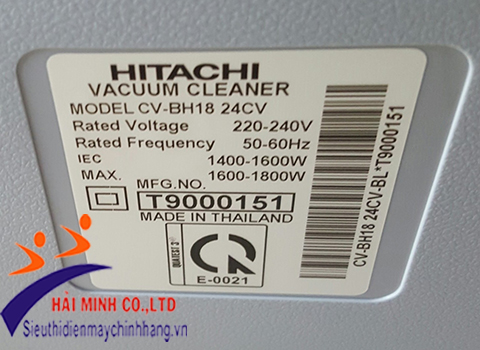 HITACHI
VACUUM CLEANER
MODEL CV-BH18 24CV
Rated Voltage 220-240V
Rated Frequency 50-60Hz
IEC 1400-1600W
MAX. 1600-1800W
MFG.NO.
T9000151
MADE IN THAILAND
E-0021
CV-BH18 24CV-BL*T9000151
HẢI MINH CO.,LTD
Sieuthidienmaychinhhang.vn